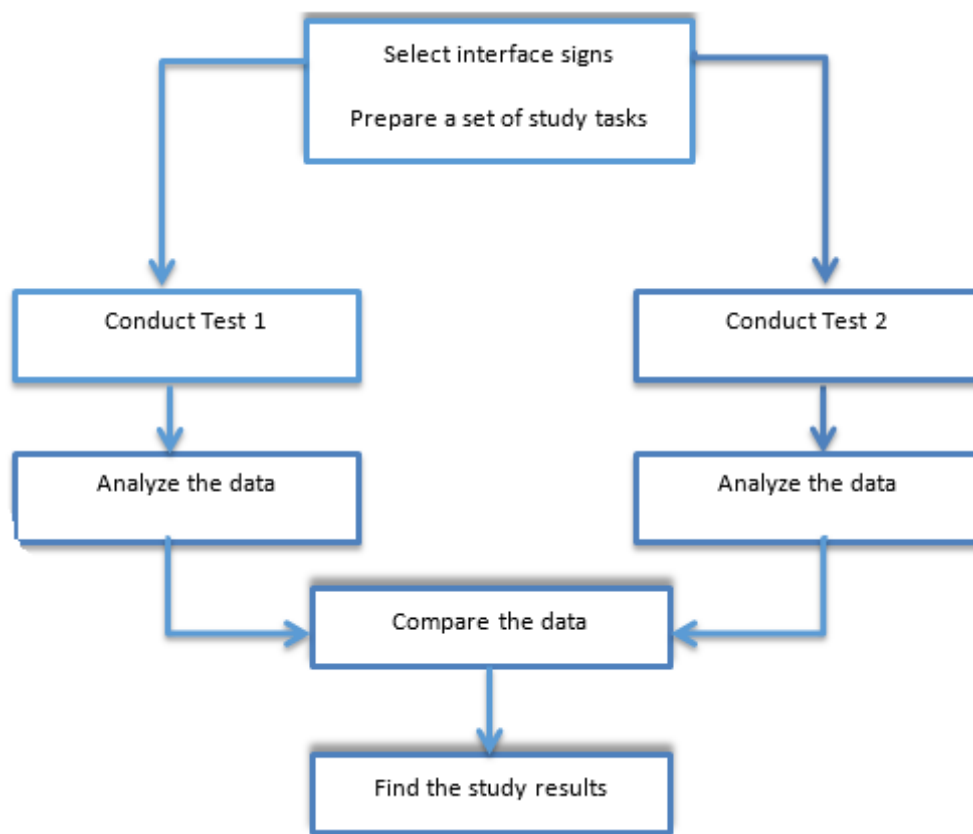 Select interface signs
Prepare a set of study tasks
Conduct Test 1
Conduct Test 2
Analyze the data
Analyze the data
Compare the data
Find the study results